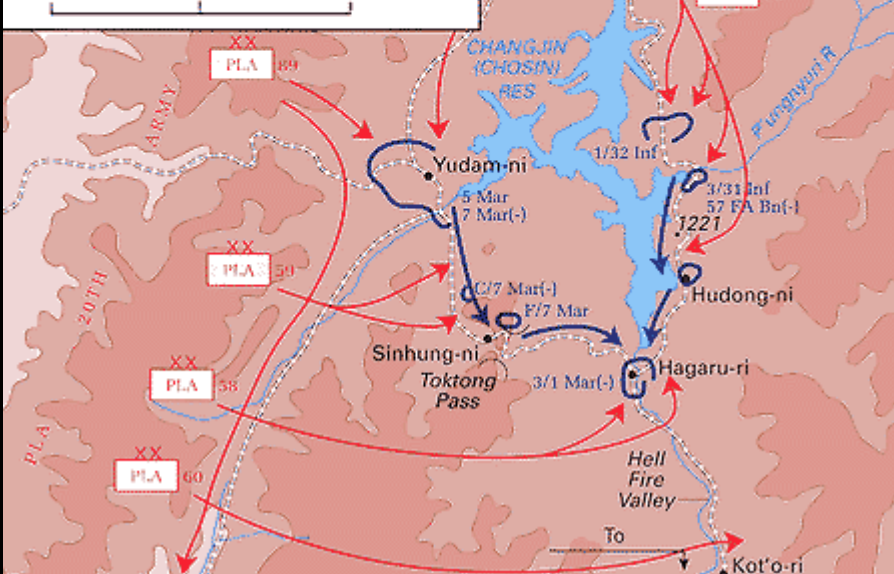 CHANGJIN
(CHOSIN)
RES
XX
PLA 89
ARMY
P'ungnyuri R
1/32 Inf
Yudam-ni
3/31 Inf
57 FA Bn(-)
5 Mar
7 Mar(-)
1221
XX
PLA 59
20TH
C/7 Mar(-)
Hudong-ni
F/7 Mar
Sinhung-ni
Toktong
Pass
XX
PLA 58
3/1 Mar(-)
Hagaru-ri
PLA
XX
PLA 60
Hell
Fire
Valley
To
Kot'o-ri